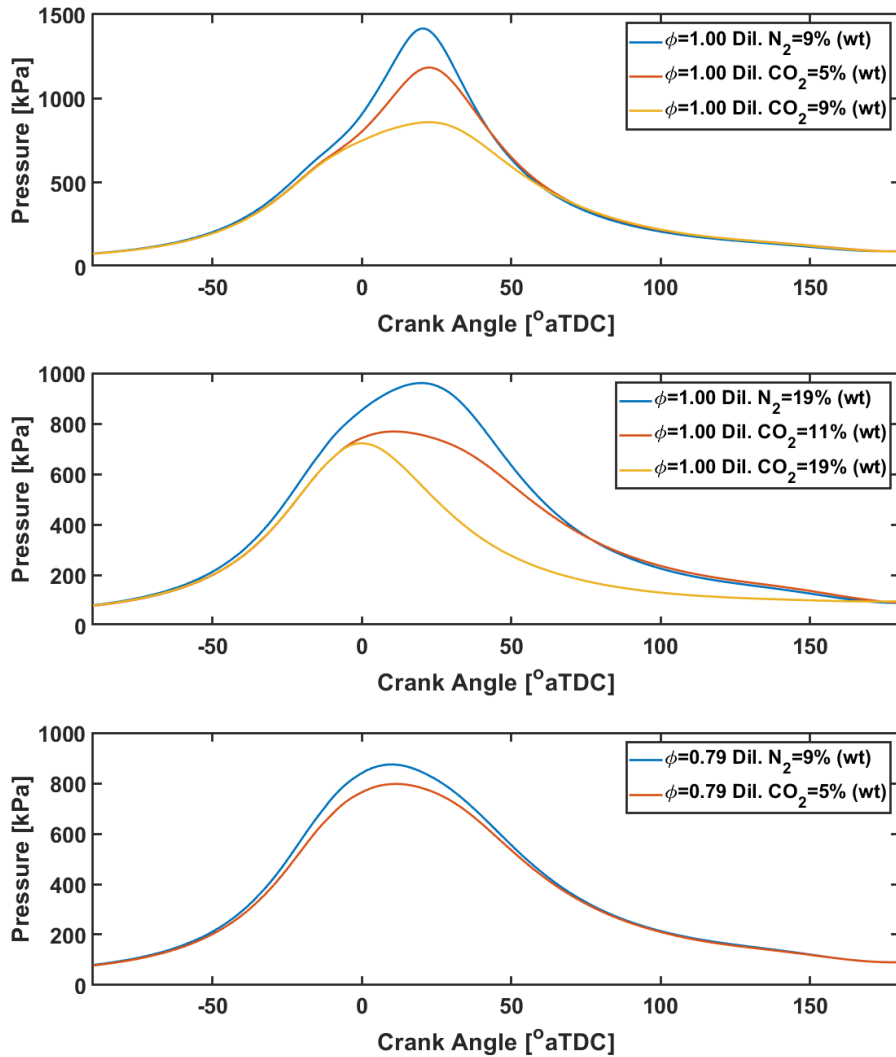 1500
1000
500
0
Pressure [kPa]
ϕ=1.00 Dil. N2=9% (wt)
ϕ=1.00 Dil. CO2=5% (wt)
ϕ=1.00 Dil. CO2=9% (wt)
-50 0 50 100 150
Crank Angle [°aTDC]
1000
800
600
400
200
0
Pressure [kPa]
ϕ=1.00 Dil. N2=19% (wt)
ϕ=1.00 Dil. CO2=11% (wt)
ϕ=1.00 Dil. CO2=19% (wt)
-50 0 50 100 150
Crank Angle [°aTDC]
1000
800
600
400
200
0
Pressure [kPa]
ϕ=0.79 Dil. N2=9% (wt)
ϕ=0.79 Dil. CO2=5% (wt)
-50 0 50 100 150
Crank Angle [°aTDC]